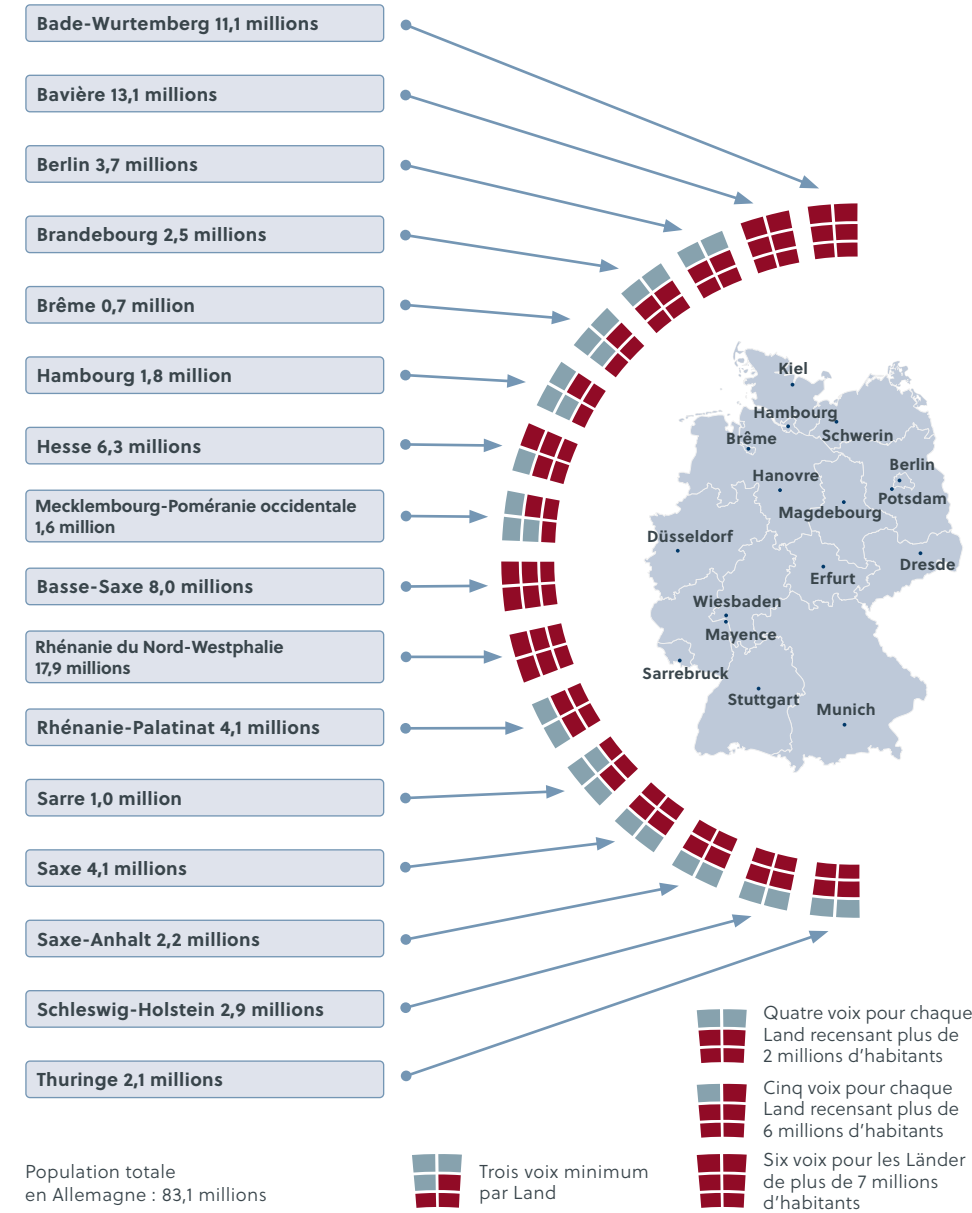 Bade-Wurtemberg 11,1 millions
Bavière 13,1 millions
Berlin 3,7 millions
Brandebourg 2,5 millions
Brême 0,7 million
Hambourg 1,8 million
Hesse 6,3 millions
Mecklembourg-Poméranie occidentale
1,6 million
Basse-Saxe 8,0 millions
Rhénanie du Nord-Westphalie
17,9 millions
Rhénanie-Palatinat 4,1 millions
Sarre 1,0 million
Saxe 4,1 millions
Saxe-Anhalt 2,2 millions
Schleswig-Holstein 2,9 millions
Thuringe 2,1 millions
Kiel
Hambourg
Schwerin
Brême
Berlin
Hanovre
Potsdam
Magdebourg
Düsseldorf
Dresde
Erfurt
Wiesbaden
Mayence
Sarrebruck
Stuttgart
Munich
Quatre voix pour chaque
Land recensant plus de
2 millions d’habitants
Cinq voix pour chaque
Land recensant plus de
6 millions d’habitants
Six voix pour les Länder
de plus de 7 millions
d’habitants
Trois voix minimum
par Land
Population totale
en Allemagne : 83,1 millions